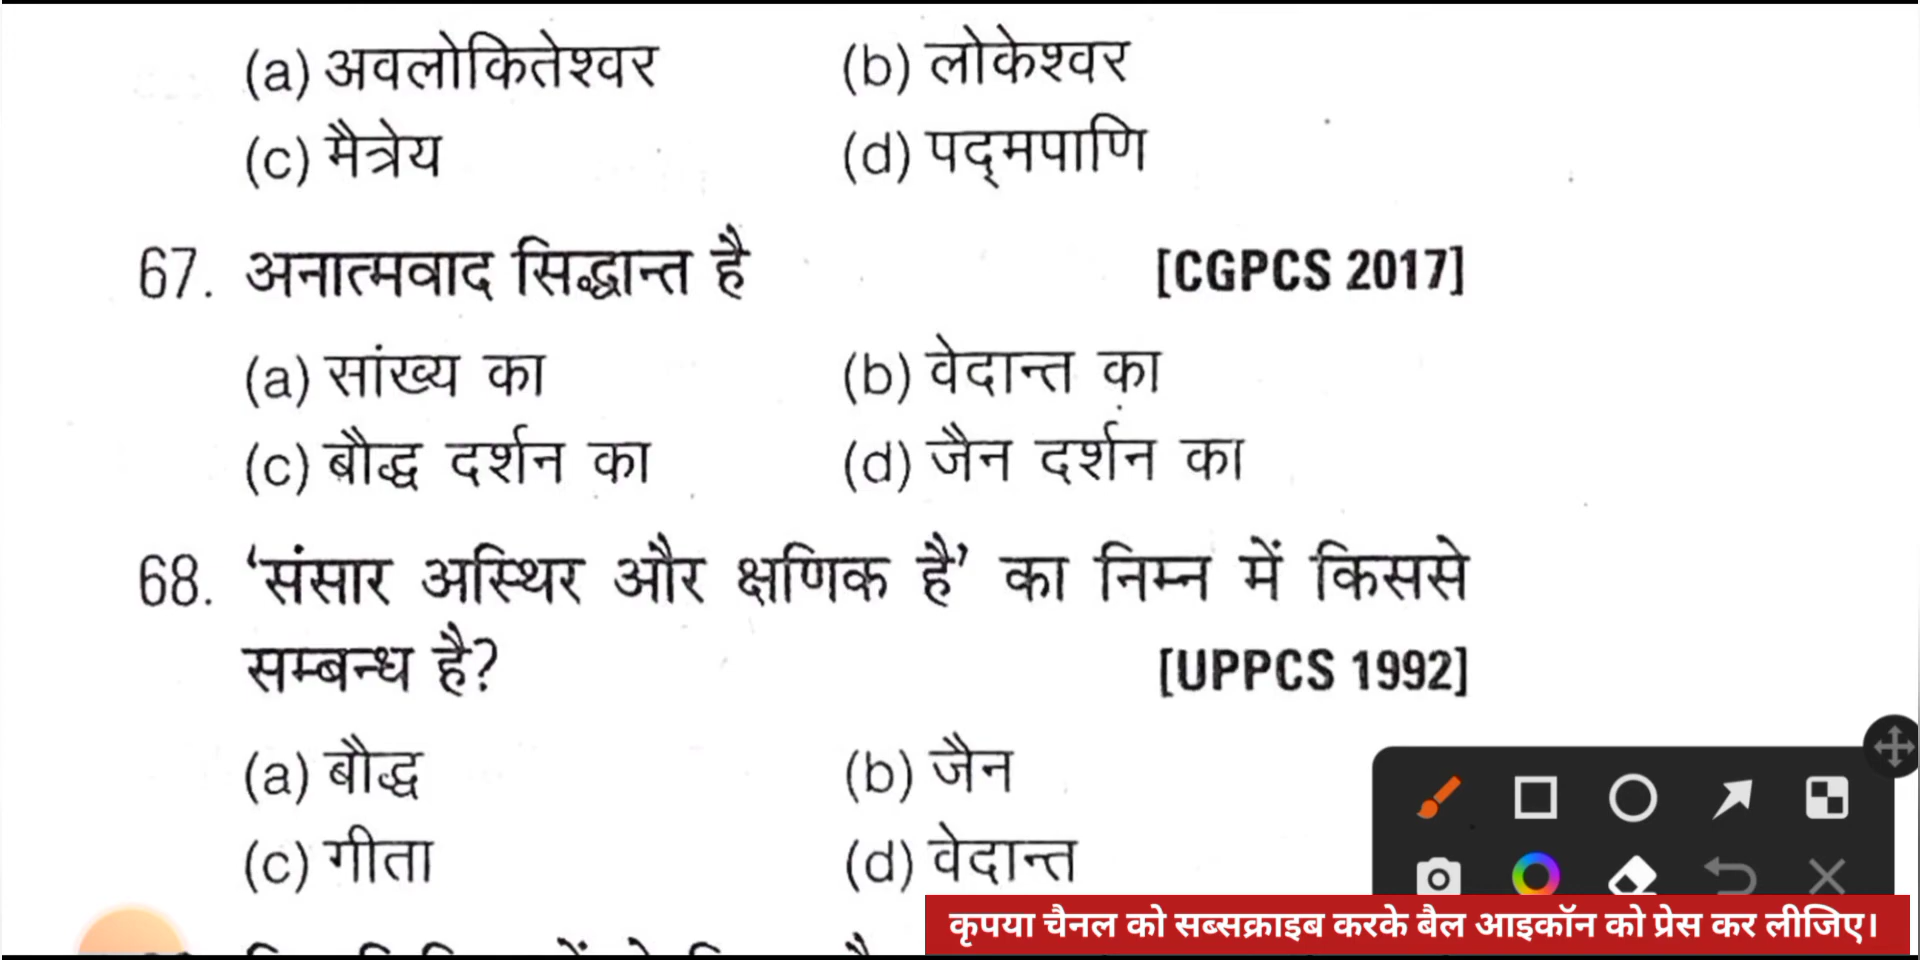 (a) अवलोकितेश्वर (b) लोकेश्वर
(c) मैत्रेय (d) पद्मपाणि
67. अनात्मवाद सिद्धान्त है [CGPCS 2017]
(a) सांख्य का (b) वेदान्त का
(c) बौद्ध दर्शन का (d) जैन दर्शन का
68. ‘संसार अस्थिर और क्षणिक है’ का निम्न में किससे
सम्बन्ध है? [UPPCS 1992]
(a) बौद्ध (b) जैन
(c) गीता (d) वेदान्त
कृपया चैनल को सब्सक्राइब करके बैल आइकॉन को प्रेस कर लीजिए।